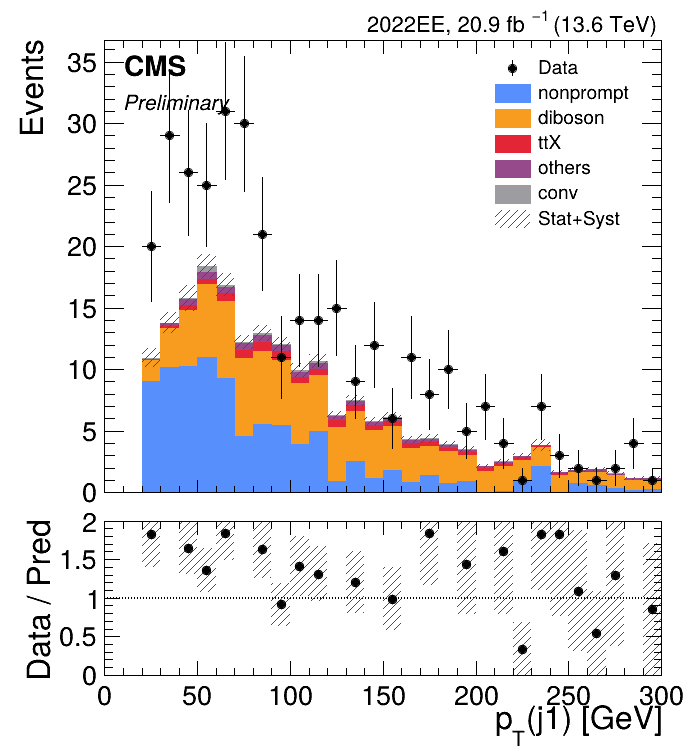 2022EE, 20.9 fb⁻¹ (13.6 TeV)
Events
CMS
Preliminary
Data
nonprompt
diboson
ttX
others
conv
Stat+Syst
35
30
25
20
15
10
5
0
Data / Pred
2
1.5
1
0.5
0
0 50 100 150 200 250 300
p_T(j1) [GeV]